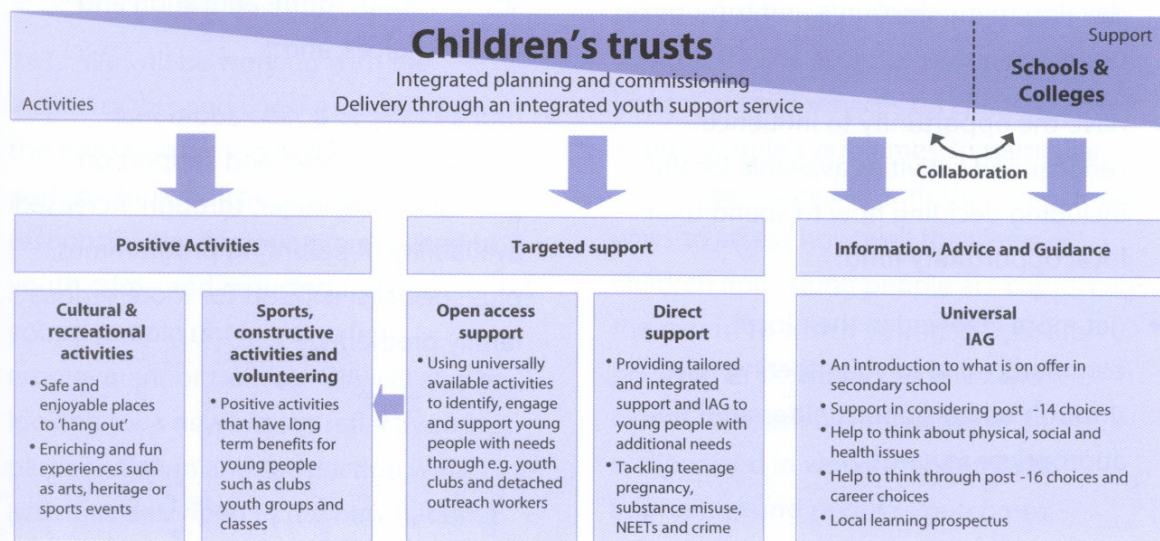 Children's trusts
Integrated planning and commissioning
Delivery through an integrated youth support service
Activities
Support
Schools &
Colleges
Collaboration
Positive Activities
Targeted support
Information, Advice and Guidance
Cultural &
recreational
activities
• Safe and
enjoyable places
to 'hang out'
• Enriching and fun
experiences such
as arts, heritage or
sports events
Sports,
constructive
activities and
volunteering
• Positive activities
that have long
term benefits for
young people
such as clubs
youth groups and
classes
Open access
support
• Using universally
available activities
to identify, engage
and support young
people with needs
through e.g. youth
clubs and detached
outreach workers
Direct
support
• Providing tailored
and integrated
support and IAG to
young people with
additional needs
• Tackling teenage
pregnancy,
substance misuse,
NEETs and crime
Universal
IAG
• An introduction to what is on offer in
secondary school
• Support in considering post -14 choices
• Help to think about physical, social and
health issues
• Help to think through post -16 choices and
career choices
• Local learning prospectus